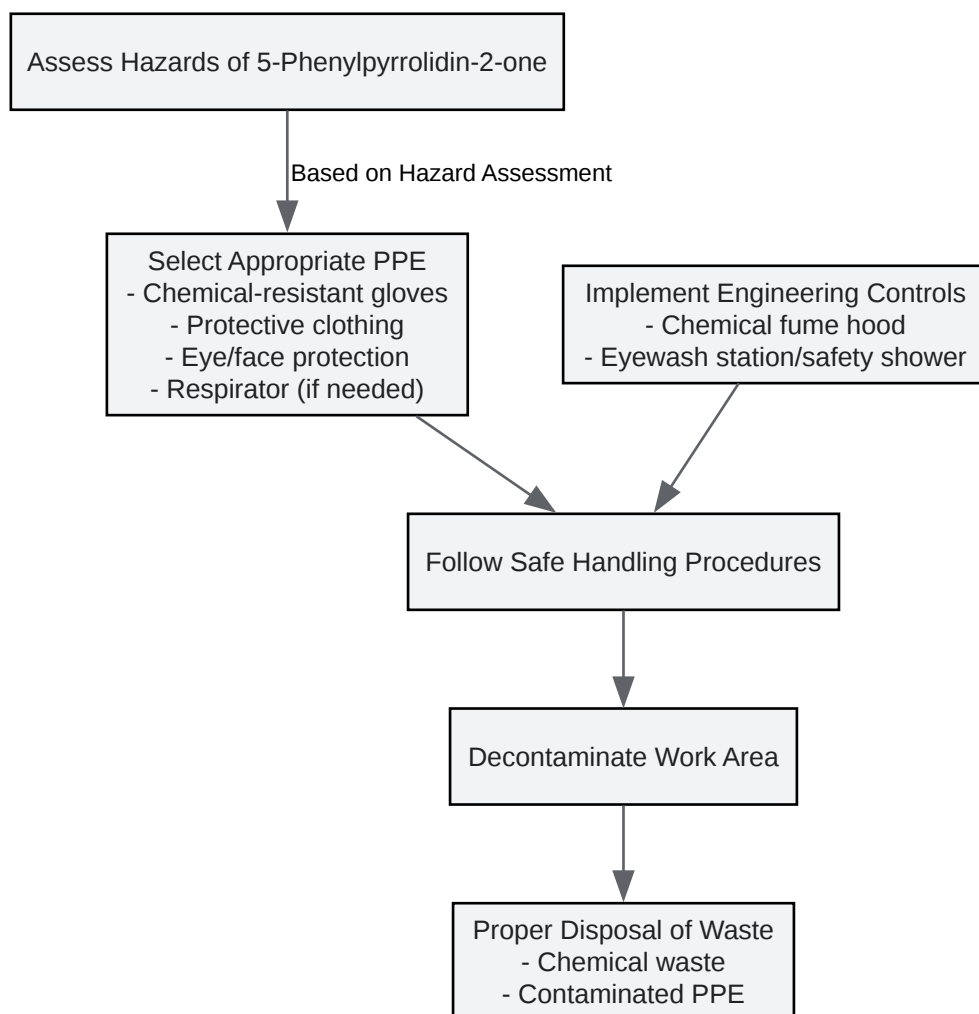 Assess Hazards of 5-Phenylpyrrolidin-2-one
Based on Hazard Assessment
Select Appropriate PPE
- Chemical-resistant gloves
- Protective clothing
- Eye/face protection
- Respirator (if needed)
Implement Engineering Controls
- Chemical fume hood
- Eyewash station/safety shower
Follow Safe Handling Procedures
Decontaminate Work Area
Proper Disposal of Waste
- Chemical waste
- Contaminated PPE